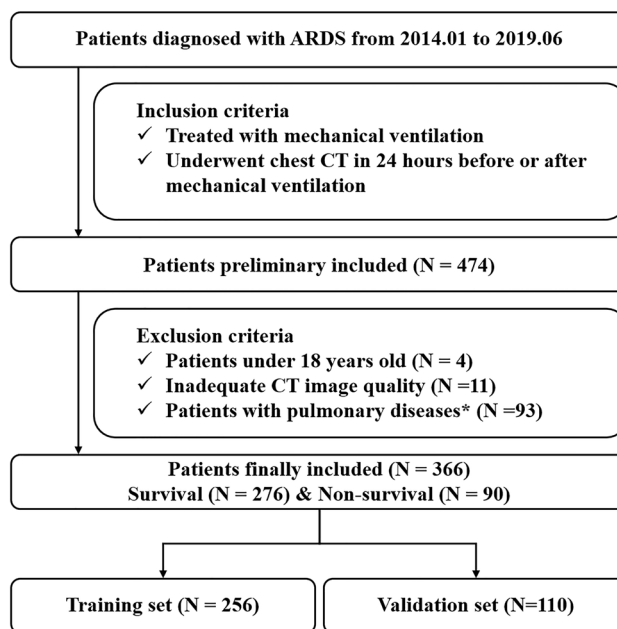 Patients diagnosed with ARDS from 2014.01 to 2019.06
Inclusion criteria
✓ Treated with mechanical ventilation
✓ Underwent chest CT in 24 hours before or after
mechanical ventilation
Patients preliminary included (N = 474)
Exclusion criteria
✓ Patients under 18 years old (N = 4)
✓ Inadequate CT image quality (N =11)
✓ Patients with pulmonary diseases* (N =93)
Patients finally included (N = 366)
Survival (N = 276) & Non-survival (N = 90)
Training set (N = 256)
Validation set (N=110)